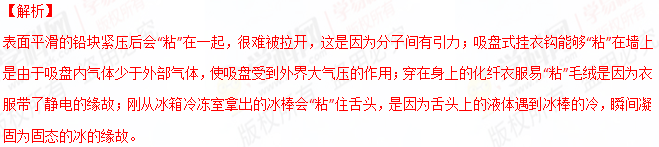 【解析】
表面平滑的铅块紧压后会“粘”在一起，很难被拉开，这是因为分子间有引力；吸盘式挂衣钩能够“粘”在墙上
是由于吸盘内气体少于外部气体，使吸盘受到外界大气压的作用；穿在身上的化纤衣服易“粘”毛绒是因为衣
服带了静电的缘故；刚从冰箱冷冻室拿出的冰棒会“粘”住舌头，是因为舌头上的液体遇到冰棒的冷，瞬间凝
固为固态的冰的缘故。